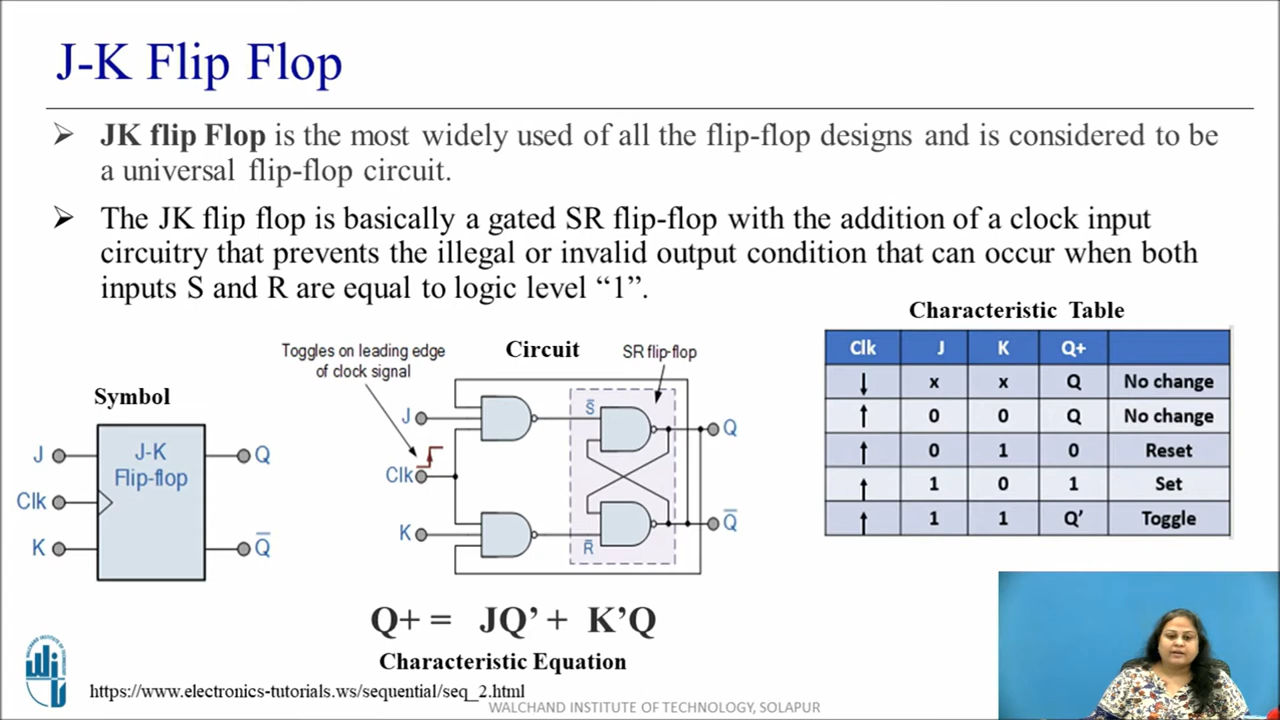 J-K Flip Flop
➢ JK flip Flop is the most widely used of all the flip-flop designs and is considered to be
a universal flip-flop circuit.
➢ The JK flip flop is basically a gated SR flip-flop with the addition of a clock input
circuitry that prevents the illegal or invalid output condition that can occur when both
inputs S and R are equal to logic level “1”.
Symbol
J
Clk
K
J-K
Flip-flop
Q
Q̅
Toggles on leading edge
of clock signal
Circuit
SR flip-flop
J
Clk
K
S̅
R̅
Q
Q̅
Characteristic Table
Clk J K Q+
↓ x x Q No change
↑ 0 0 Q No change
↑ 0 1 0 Reset
↑ 1 0 1 Set
↑ 1 1 Q’ Toggle
Q+ = JQ’ + K’Q
Characteristic Equation
https://www.electronics-tutorials.ws/sequential/seq_2.html
WALCHAND INSTITUTE OF TECHNOLOGY, SOLAPUR